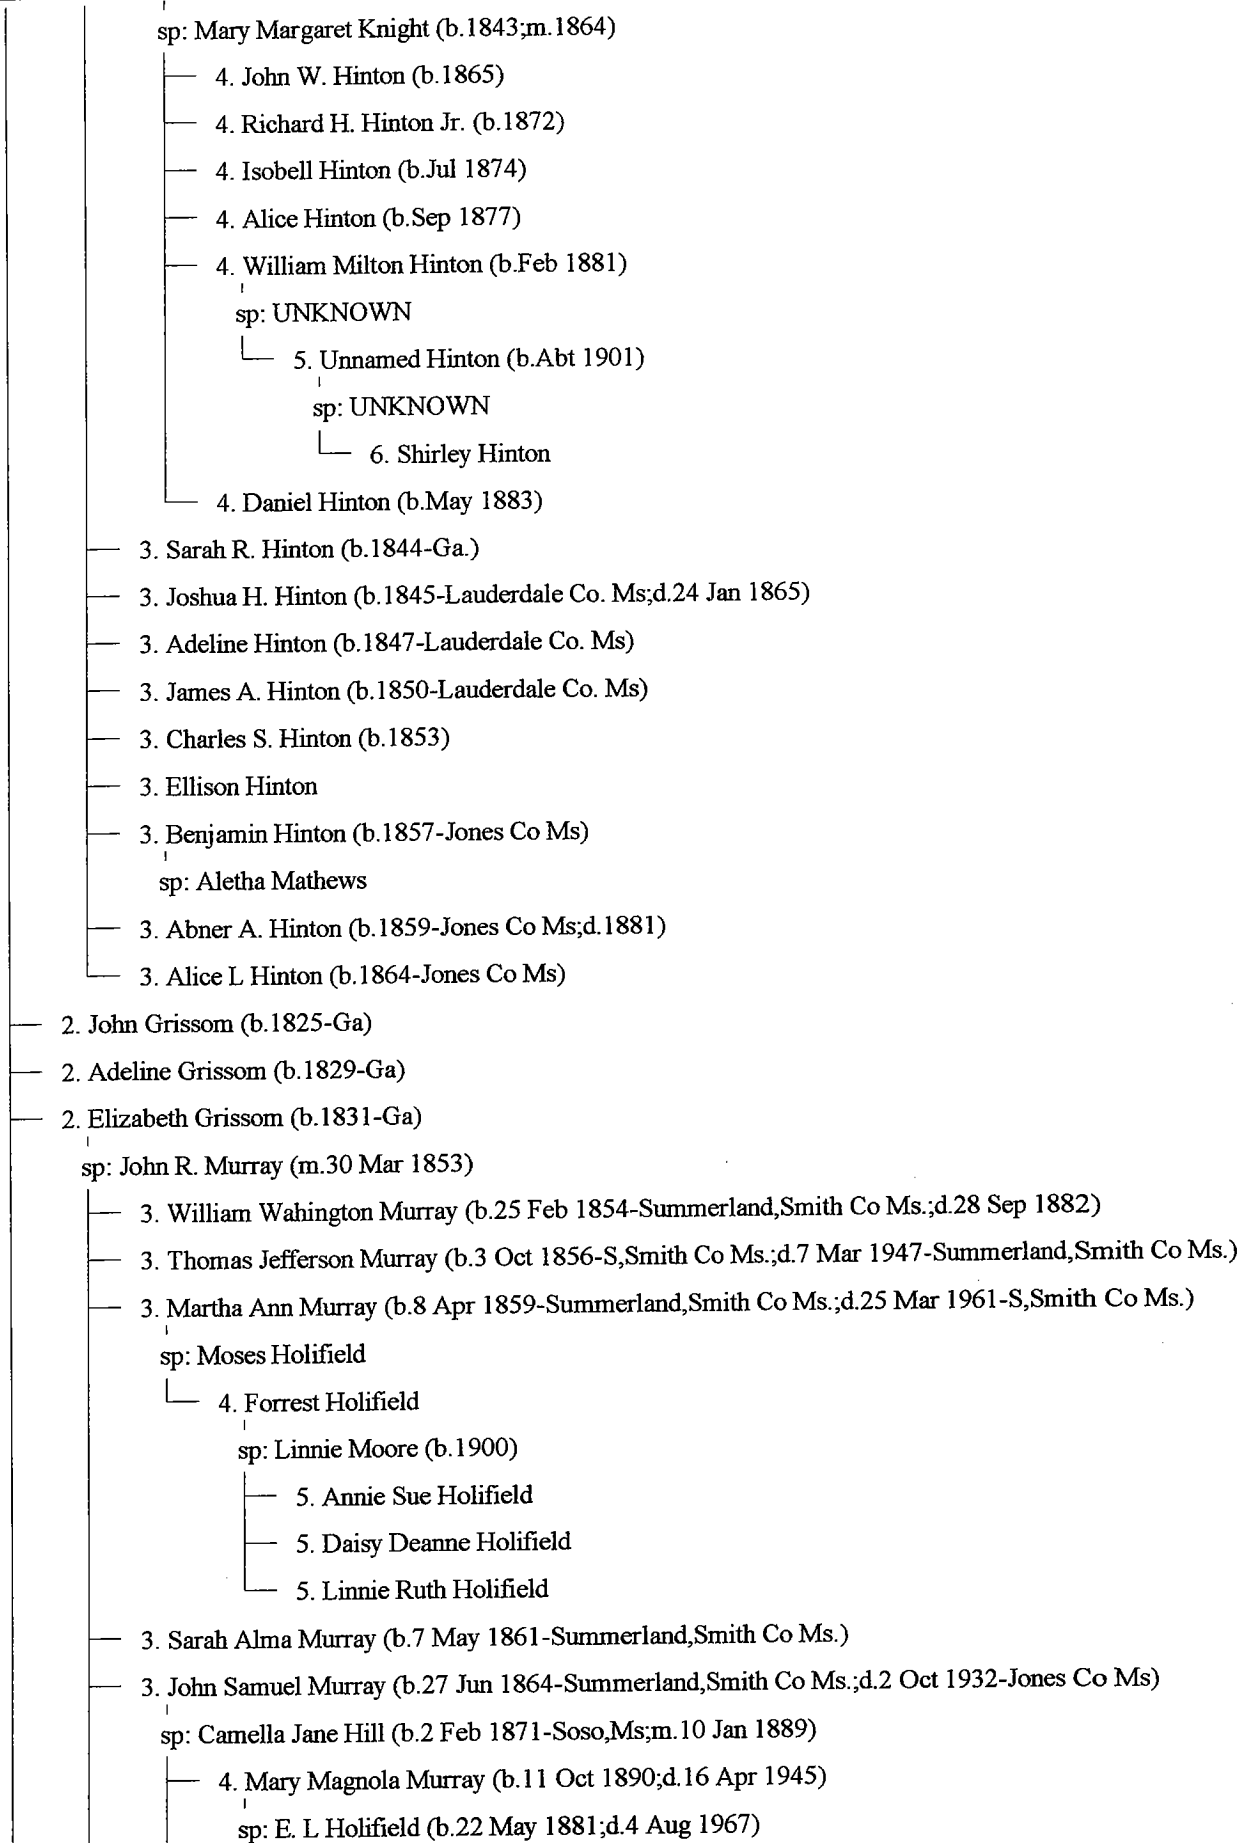 sp: Mary Margaret Knight (b.1843;m.1864)
4. John W. Hinton (b.1865)
4. Richard H. Hinton Jr. (b.1872)
4. Isobell Hinton (b.Jul 1874)
4. Alice Hinton (b.Sep 1877)
4. William Milton Hinton (b.Feb 1881)
sp: UNKNOWN
5. Unnamed Hinton (b.Abt 1901)
sp: UNKNOWN
6. Shirley Hinton
4. Daniel Hinton (b.May 1883)
3. Sarah R. Hinton (b.1844-Ga.)
3. Joshua H. Hinton (b.1845-Lauderdale Co. Ms;d.24 Jan 1865)
3. Adeline Hinton (b.1847-Lauderdale Co. Ms)
3. James A. Hinton (b.1850-Lauderdale Co. Ms)
3. Charles S. Hinton (b.1853)
3. Ellison Hinton
3. Benjamin Hinton (b.1857-Jones Co Ms)
sp: Aletha Mathews
3. Abner A. Hinton (b.1859-Jones Co Ms;d.1881)
3. Alice L Hinton (b.1864-Jones Co Ms)
2. John Grissom (b.1825-Ga)
2. Adeline Grissom (b.1829-Ga)
2. Elizabeth Grissom (b.1831-Ga)
sp: John R. Murray (m.30 Mar 1853)
3. William Wahington Murray (b.25 Feb 1854-Summerland,Smith Co Ms.;d.28 Sep 1882)
3. Thomas Jefferson Murray (b.3 Oct 1856-S,Smith Co Ms.;d.7 Mar 1947-Summerland,Smith Co Ms.)
3. Martha Ann Murray (b.8 Apr 1859-Summerland,Smith Co Ms.;d.25 Mar 1961-S,Smith Co Ms.)
sp: Moses Holifield
4. Forrest Holifield
sp: Linnie Moore (b.1900)
5. Annie Sue Holifield
5. Daisy Deanne Holifield
5. Linnie Ruth Holifield
3. Sarah Alma Murray (b.7 May 1861-Summerland,Smith Co Ms.)
3. John Samuel Murray (b.27 Jun 1864-Summerland,Smith Co Ms.;d.2 Oct 1932-Jones Co Ms)
sp: Camella Jane Hill (b.2 Feb 1871-Soso,Ms;m.10 Jan 1889)
4. Mary Magnola Murray (b.11 Oct 1890;d.16 Apr 1945)
sp: E. L Holifield (b.22 May 1881;d.4 Aug 1967)